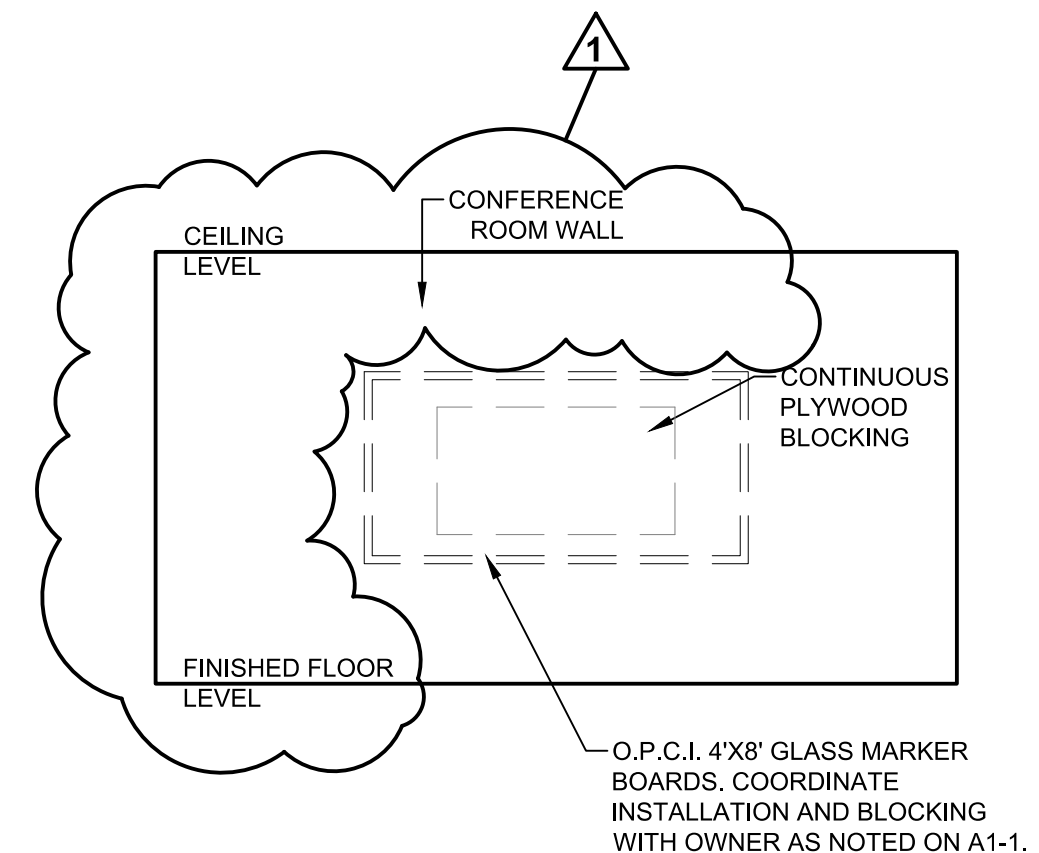 1
CONFERENCE
ROOM WALL
CEILING
LEVEL
CONTINUOUS
PLYWOOD
BLOCKING
FINISHED FLOOR
LEVEL
O.P.C.I. 4'X8' GLASS MARKER
BOARDS. COORDINATE
INSTALLATION AND BLOCKING
WITH OWNER AS NOTED ON A1-1.